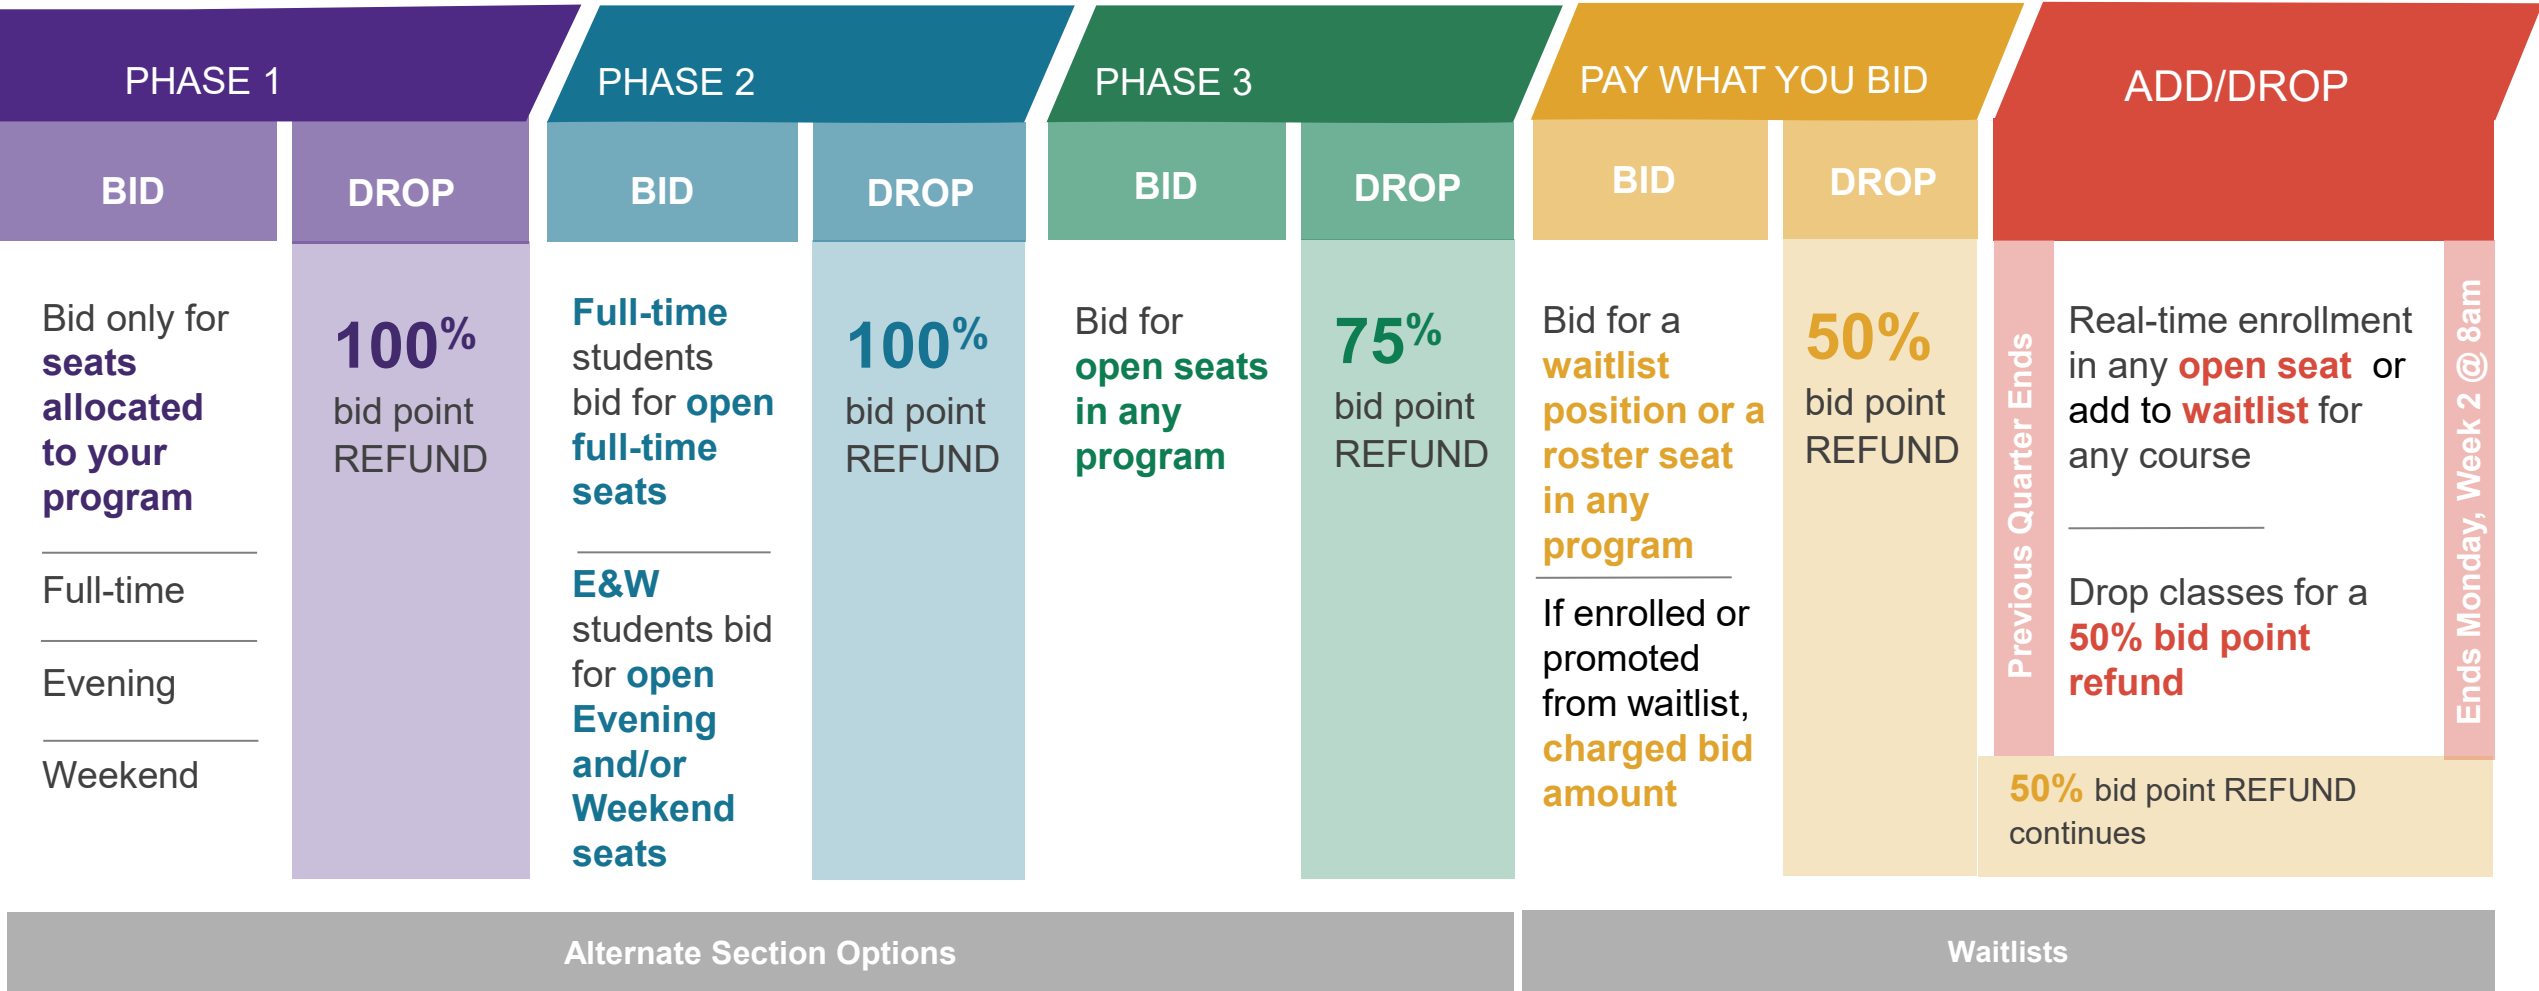 PHASE 1
BID
DROP
Bid only for
seats
allocated
to your
program
Full-time
Evening
Weekend
100%
bid point
REFUND
PHASE 2
BID
DROP
Full-time
students
bid for open
full-time
seats
E&W
students bid
for open
Evening
and/or
Weekend
seats
100%
bid point
REFUND
PHASE 3
BID
DROP
Bid for
open seats
in any
program
75%
bid point
REFUND
PAY WHAT YOU BID
BID
DROP
Bid for a
waitlist
position or a
roster seat
in any
program
If enrolled or
promoted
from waitlist,
charged bid
amount
50%
bid point
REFUND
ADD/DROP
Previous Quarter Ends
Real-time enrollment
in any open seat or
add to waitlist for
any course
Drop classes for a
50% bid point
refund
Ends Monday, Week 2 @ 8am
50% bid point REFUND
continues
Alternate Section Options
Waitlists